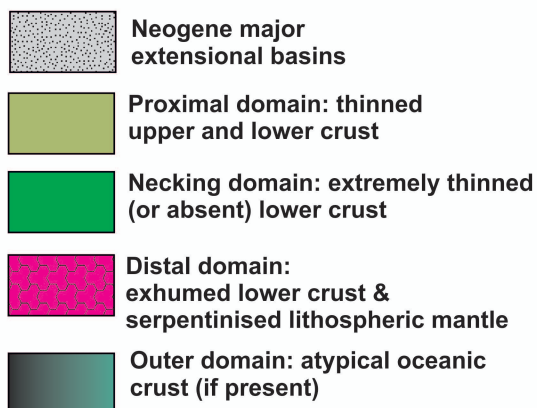 Neogene major
extensional basins
Proximal domain: thinned
upper and lower crust
Necking domain: extremely thinned
(or absent) lower crust
Distal domain:
exhumed lower crust &
serpentinised lithospheric mantle
Outer domain: atypical oceanic
crust (if present)